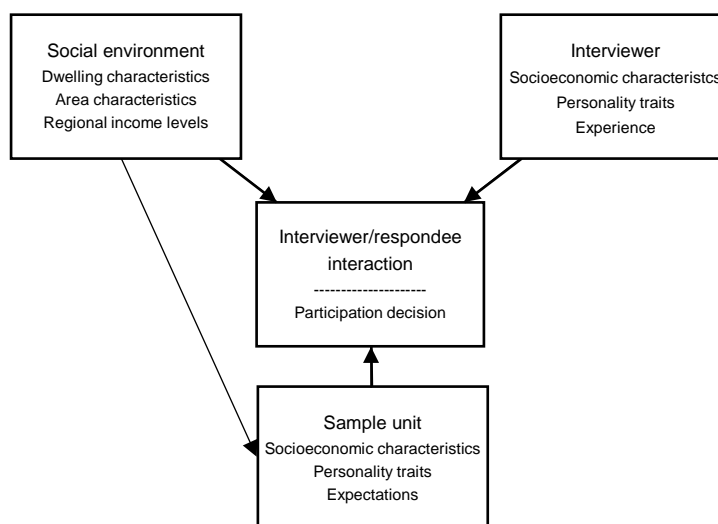 Social environment
Dwelling characteristics
Area characteristics
Regional income levels
Interviewer
Socioeconomic characteristcs
Personality traits
Experience
Interviewer/respondee
interaction
---------------------
Participation decision
Sample unit
Socioeconomic characteristics
Personality traits
Expectations